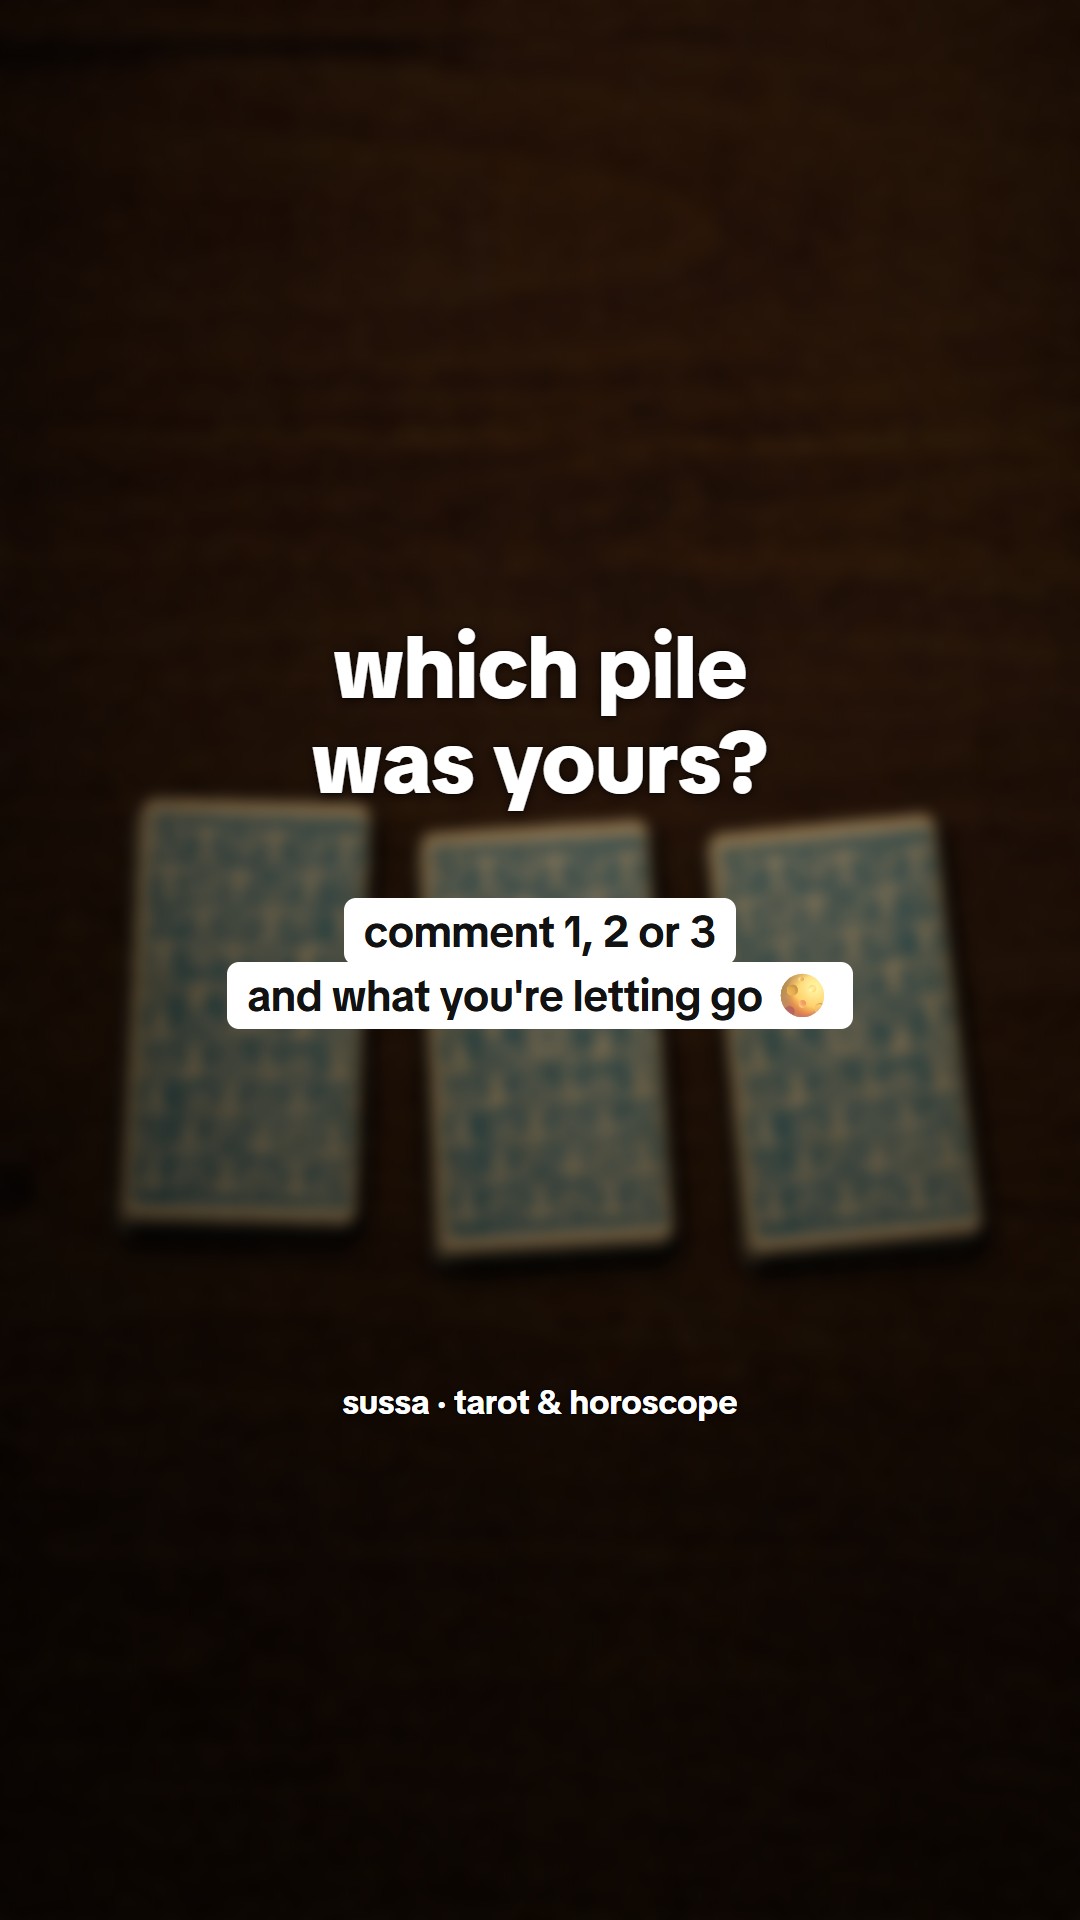 which pile
was yours?
comment 1, 2 or 3
and what you're letting go 🌕
sussa · tarot & horoscope